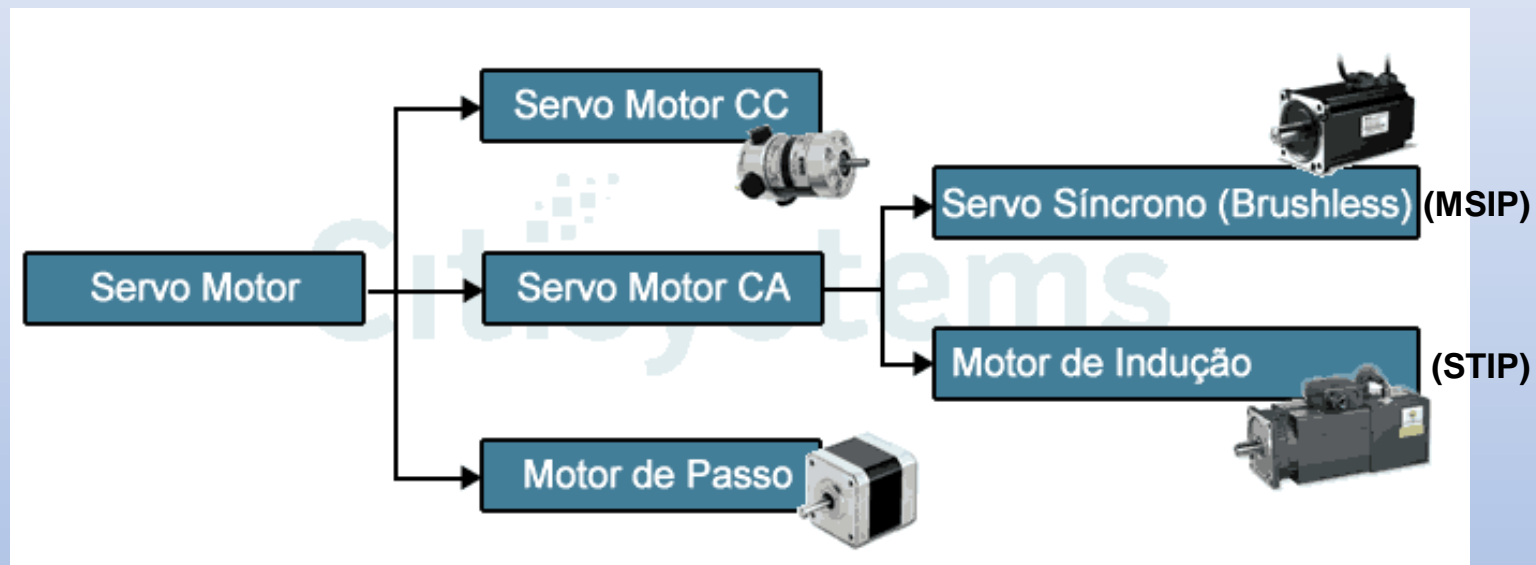 Servo Motor CC
Servo Síncrono (Brushless) (MSIP)
CitiSystems
Servo Motor
Servo Motor CA
Motor de Indução (STIP)
Motor de Passo